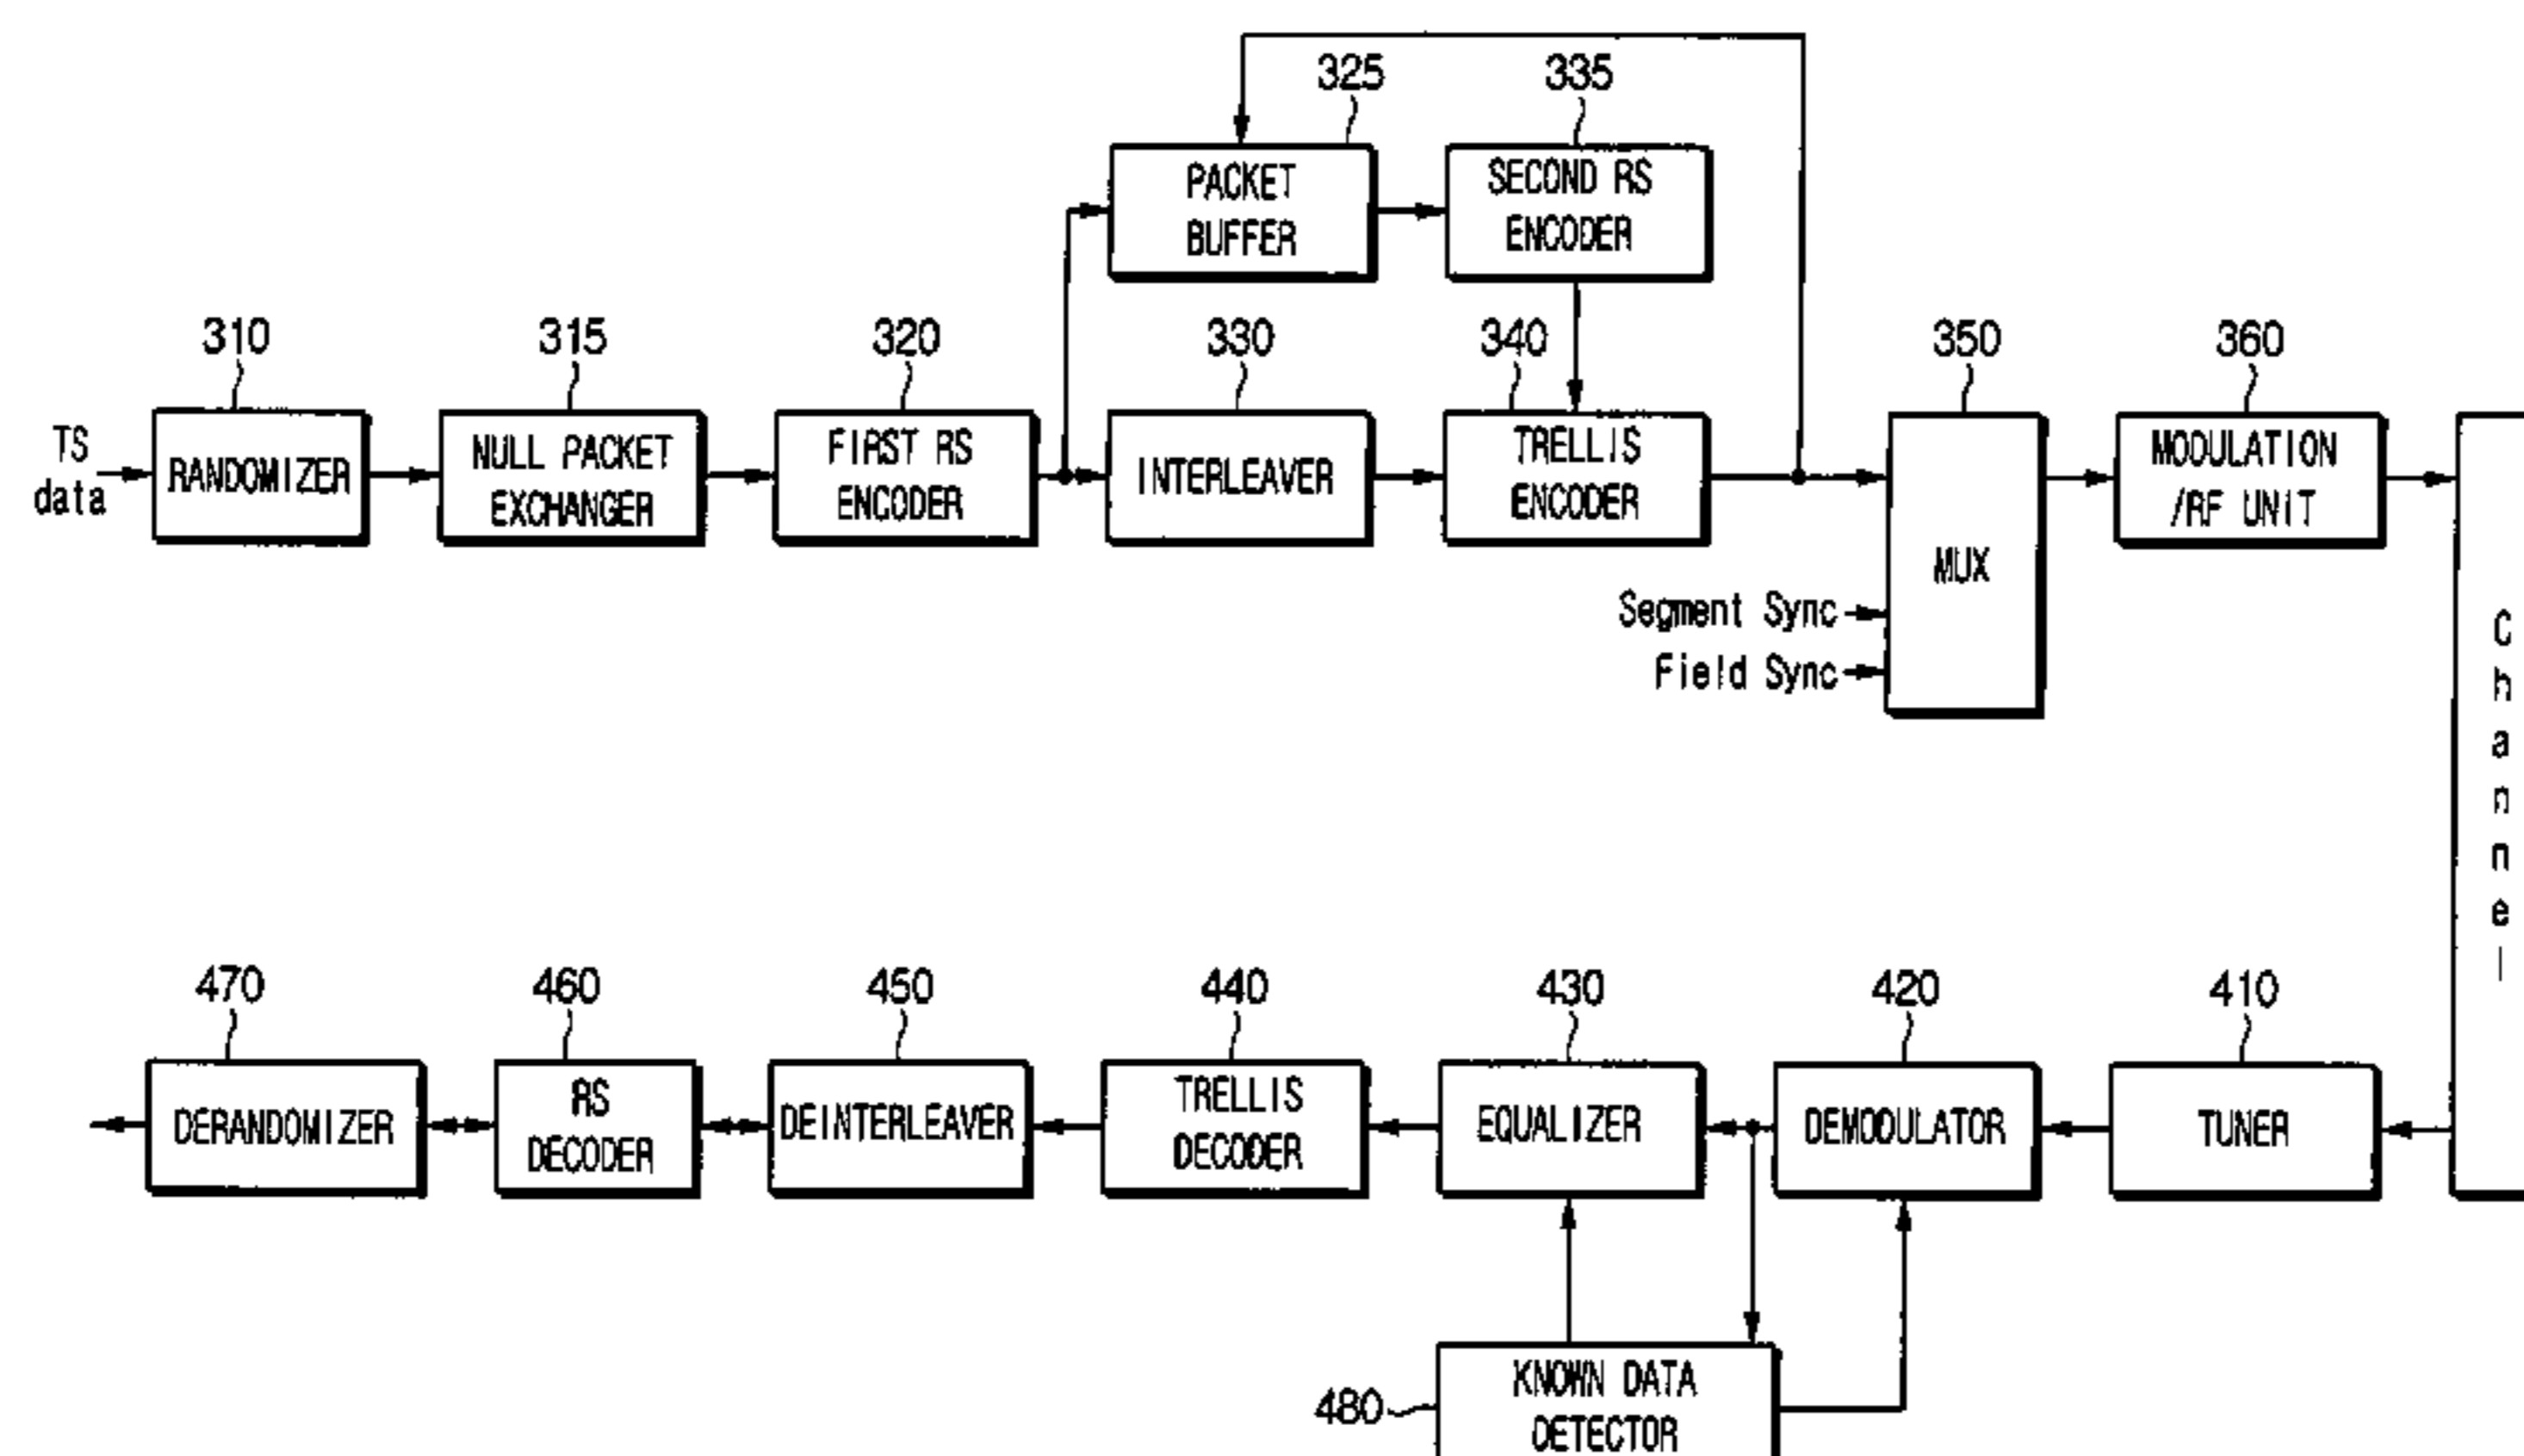 325
335
PACKET
BUFFER
SECOND RS
ENCODER
310
315
320
330
340
350
360
TS
data
RANDOMIZER
NULL PACKET
EXCHANGER
FIRST RS
ENCODER
INTERLEAVER
TRELLIS
ENCODER
MUX
MODULATION
/RF UNIT
Segment Sync
Field Sync
Channel
470
460
450
440
430
420
410
DERANDOMIZER
RS
DECODER
DEINTERLEAVER
TRELLIS
DECODER
EQUALIZER
DEMODULATOR
TUNER
480
KNOWN DATA
DETECTOR